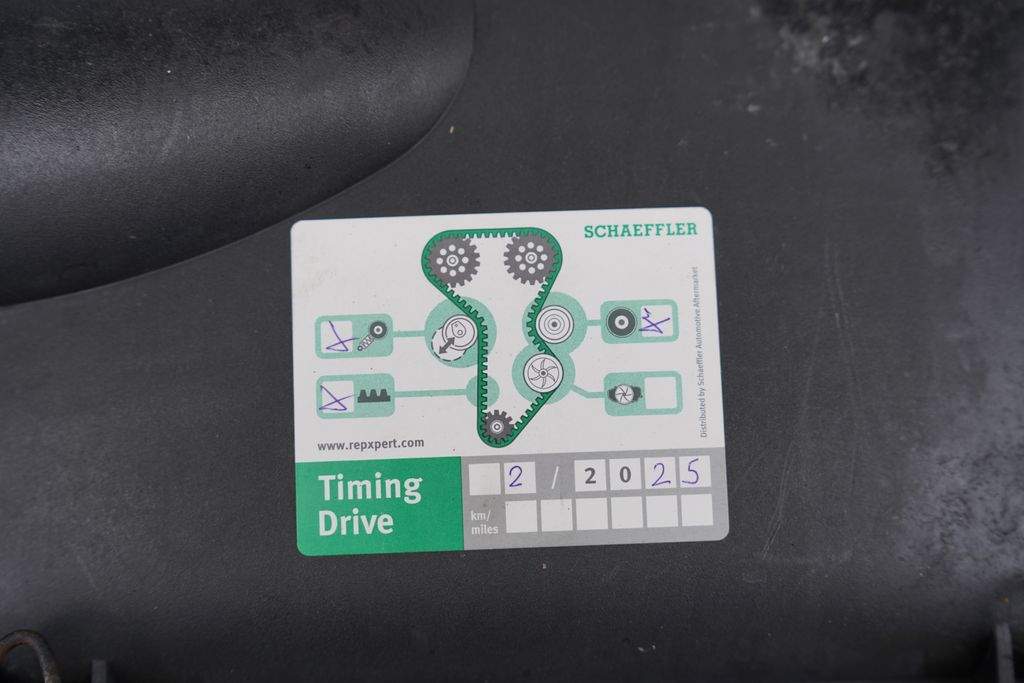 SCHAEFFLER
Distributed by Schaeffler Automotive Aftermarket
www.repxpert.com
Timing
Drive
2 / 2025
km/
miles